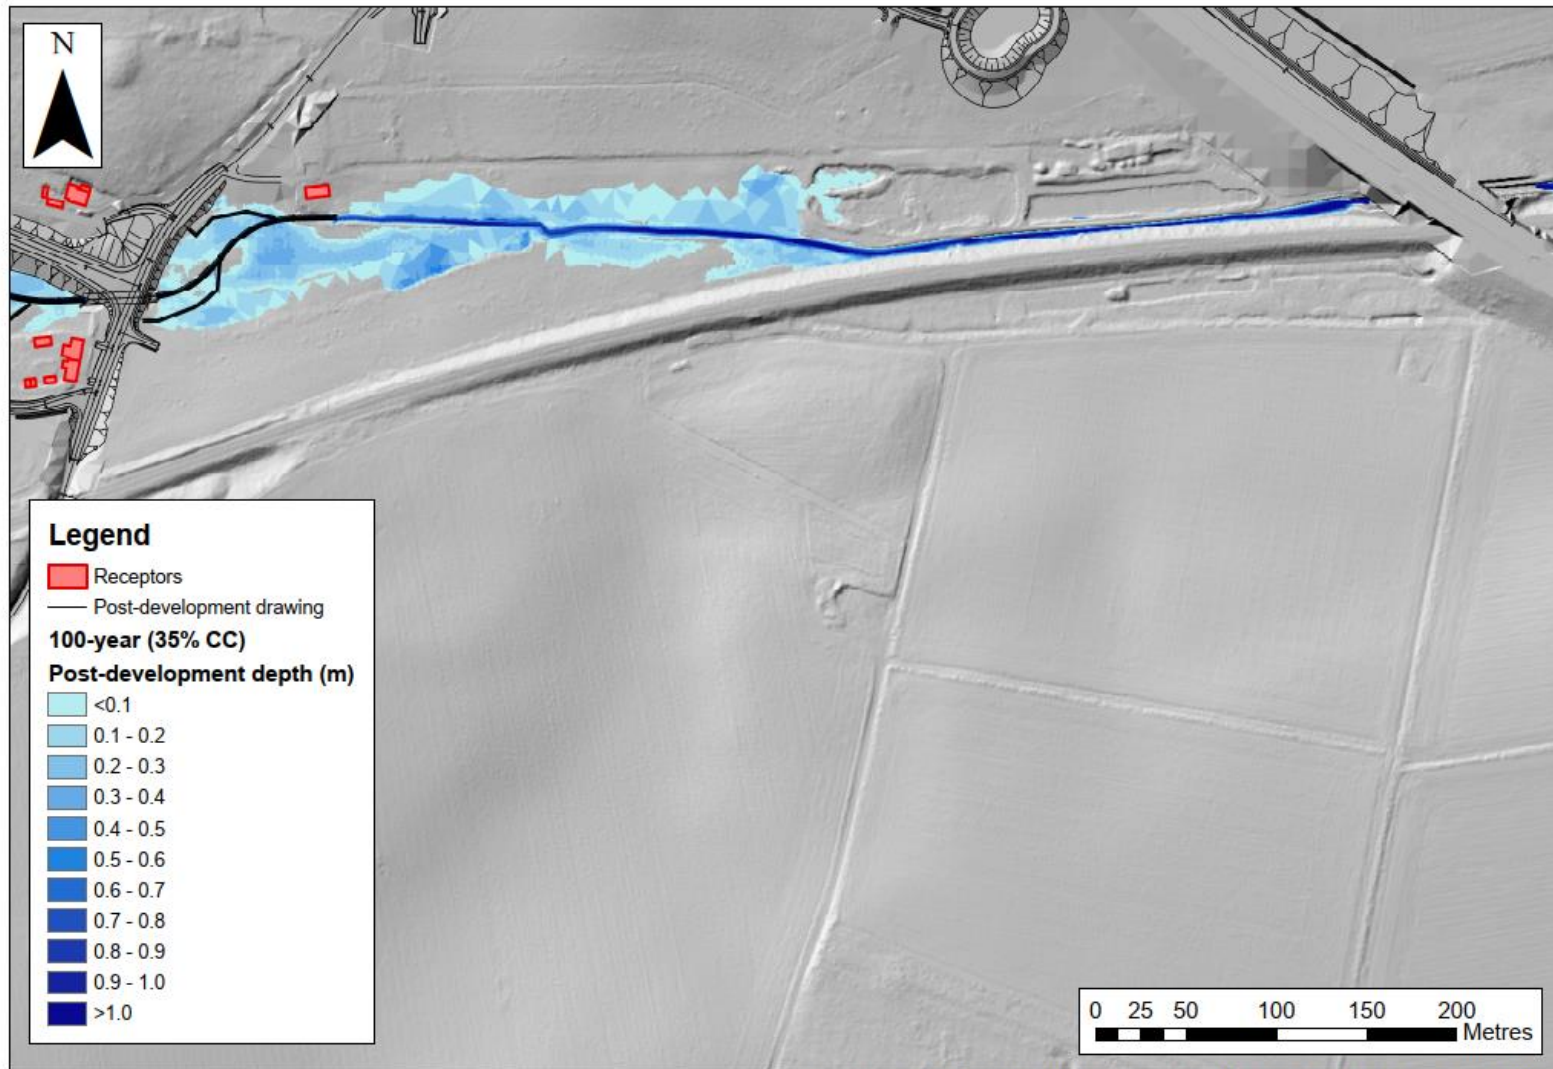 N
Legend
Receptors
Post-development drawing
100-year (35% CC)
Post-development depth (m)
<0.1
0.1 - 0.2
0.2 - 0.3
0.3 - 0.4
0.4 - 0.5
0.5 - 0.6
0.6 - 0.7
0.7 - 0.8
0.8 - 0.9
0.9 - 1.0
>1.0
0 25 50 100 150 200
Metres